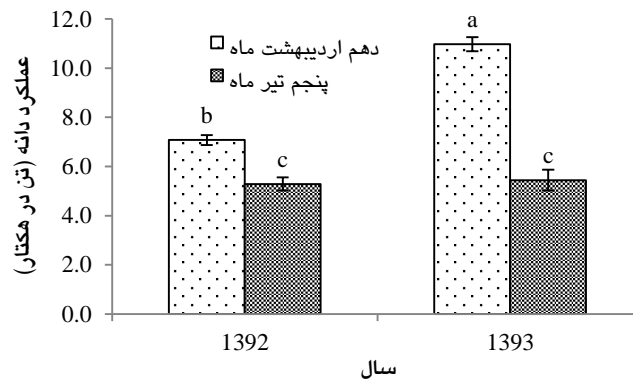 عملکرد دانه (تن در هکتار)
12.0
10.0
8.0
6.0
4.0
2.0
0.0
دهم اردیبهشت ماه
پنجم تیر ماه
b
c
a
c
1392
1393
سال